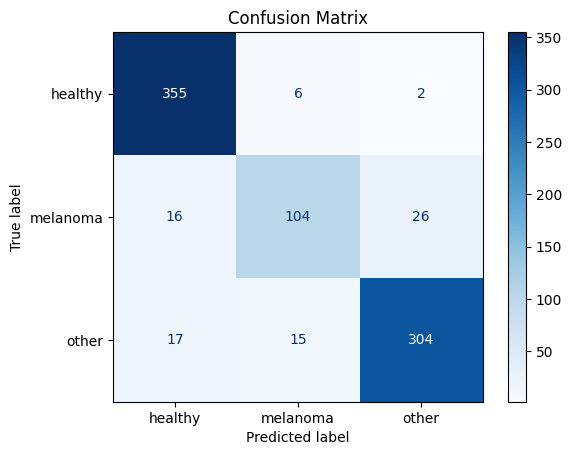 Confusion Matrix
healthy
355
6
2
melanoma
16
104
26
other
17
15
304
healthy
melanoma
other
True label
Predicted label
350
300
250
200
150
100
50